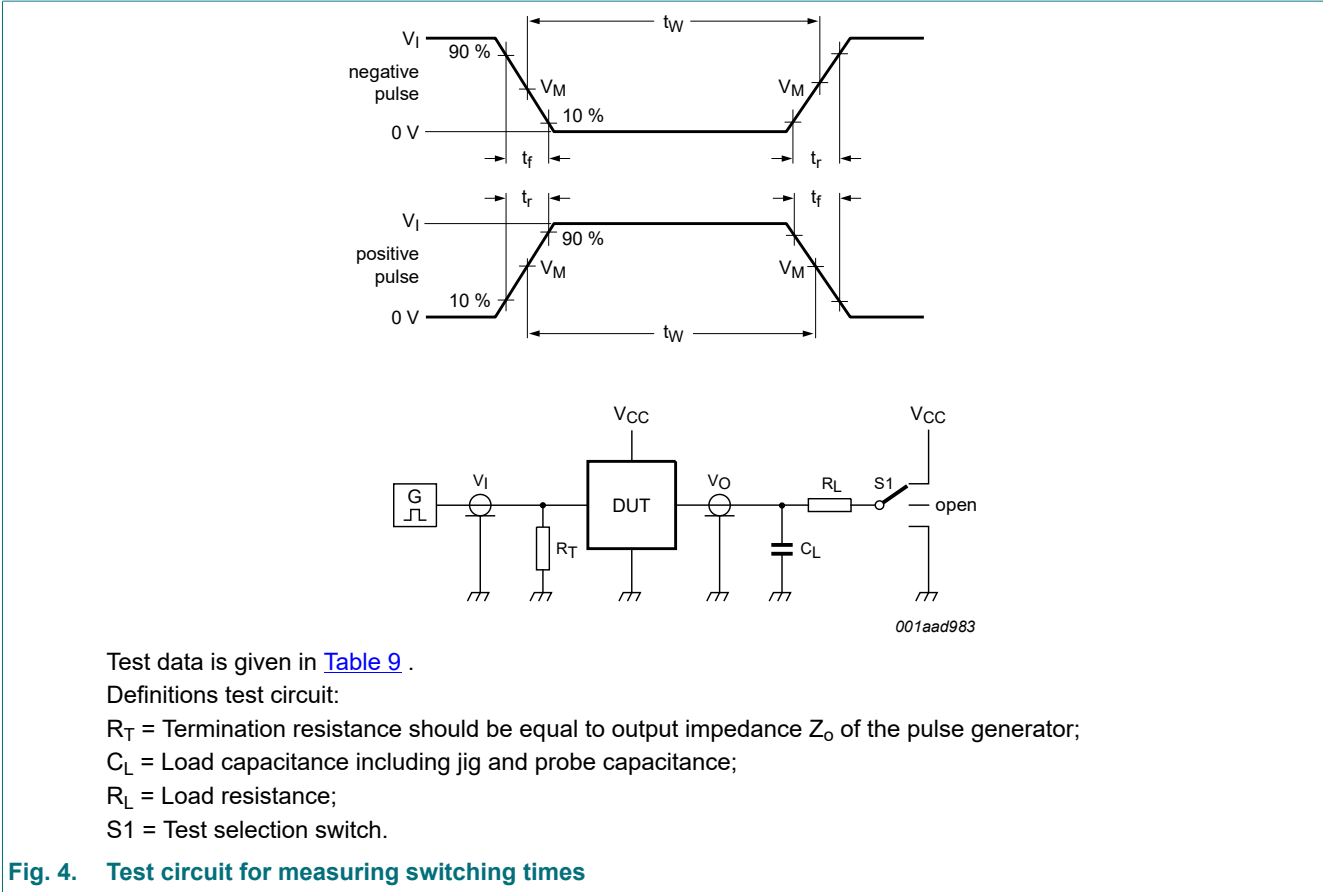 tW
VI
90 %
negative
pulse
VM
VM
10 %
0 V
tf
tr
tr
tf
VI
90 %
positive
pulse
VM
VM
10 %
0 V
tW
VCC
VCC
VI
VO
RL
S1
G
DUT
open
RT
CL
001aad983
Test data is given in Table 9 .
Definitions test circuit:
RT = Termination resistance should be equal to output impedance Zo of the pulse generator;
CL = Load capacitance including jig and probe capacitance;
RL = Load resistance;
S1 = Test selection switch.
Fig. 4. Test circuit for measuring switching times